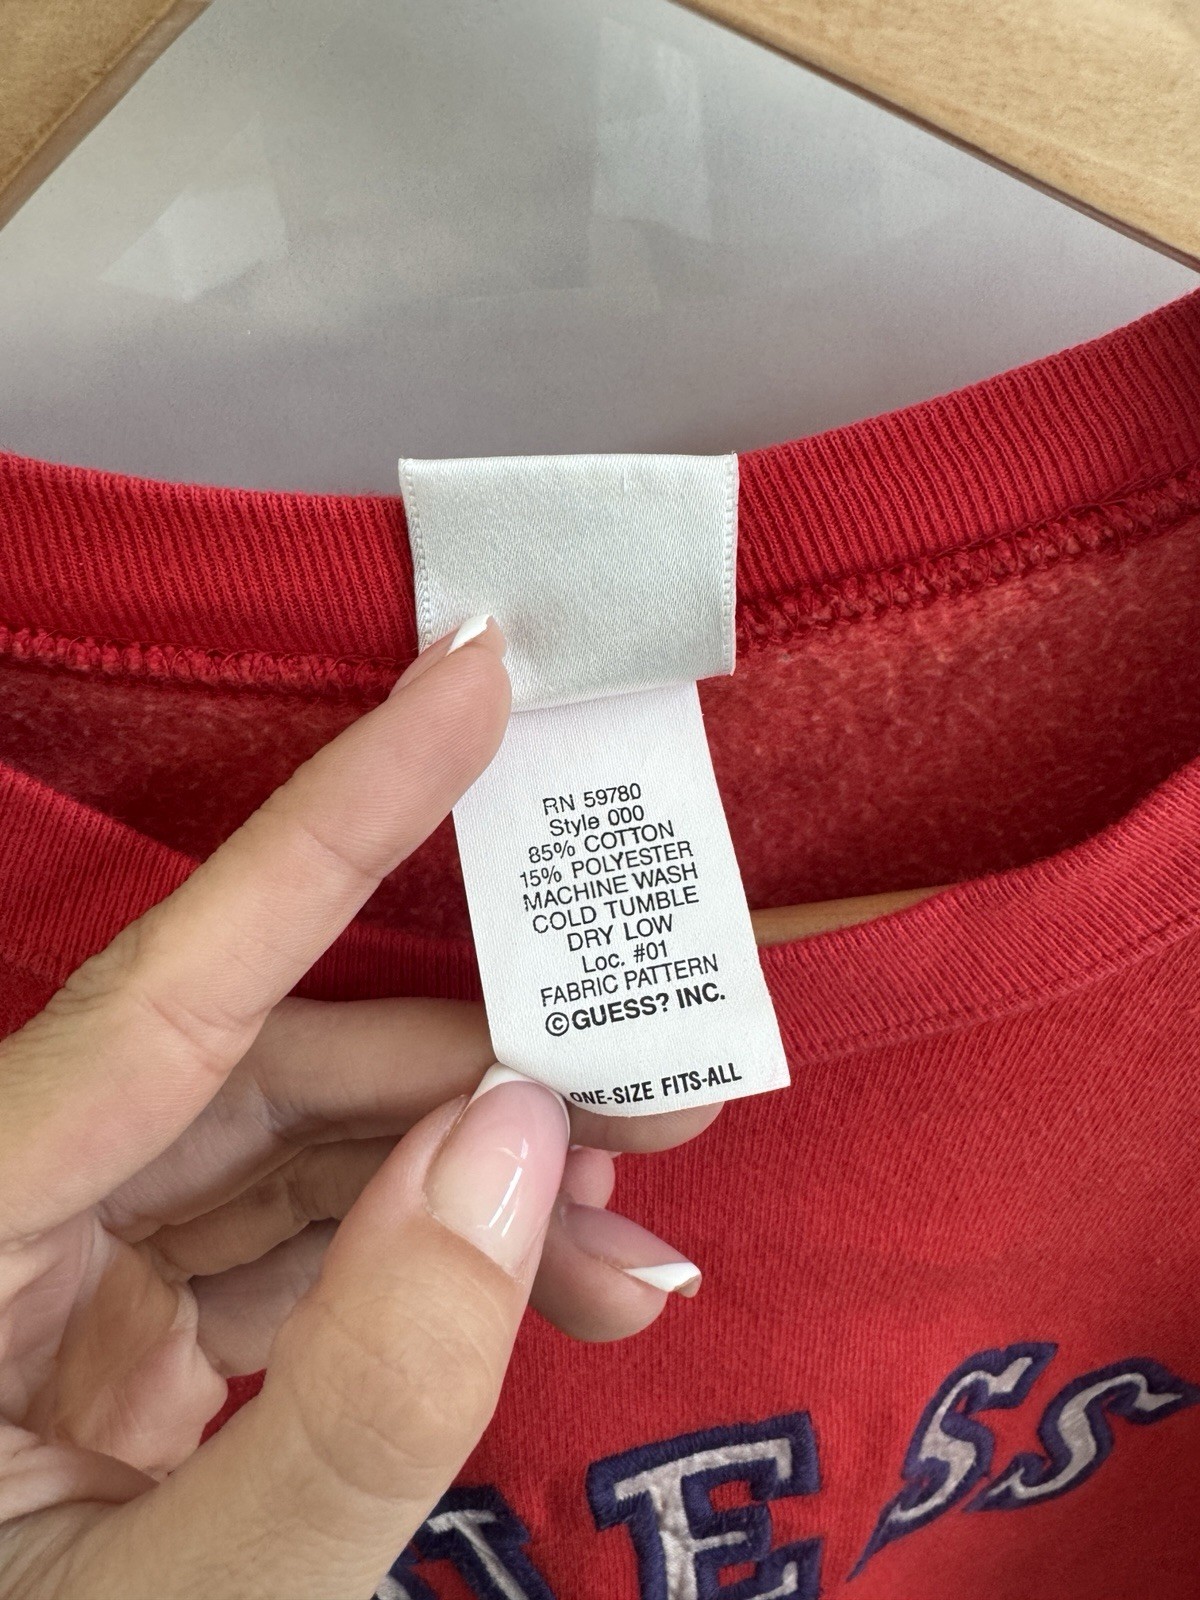 RN 59780
Style 000
85% COTTON
15% POLYESTER
MACHINE WASH
COLD TUMBLE
DRY LOW
Loc. #01
FABRIC PATTERN
©GUESS? INC.
ONE-SIZE FITS-ALL
UESS